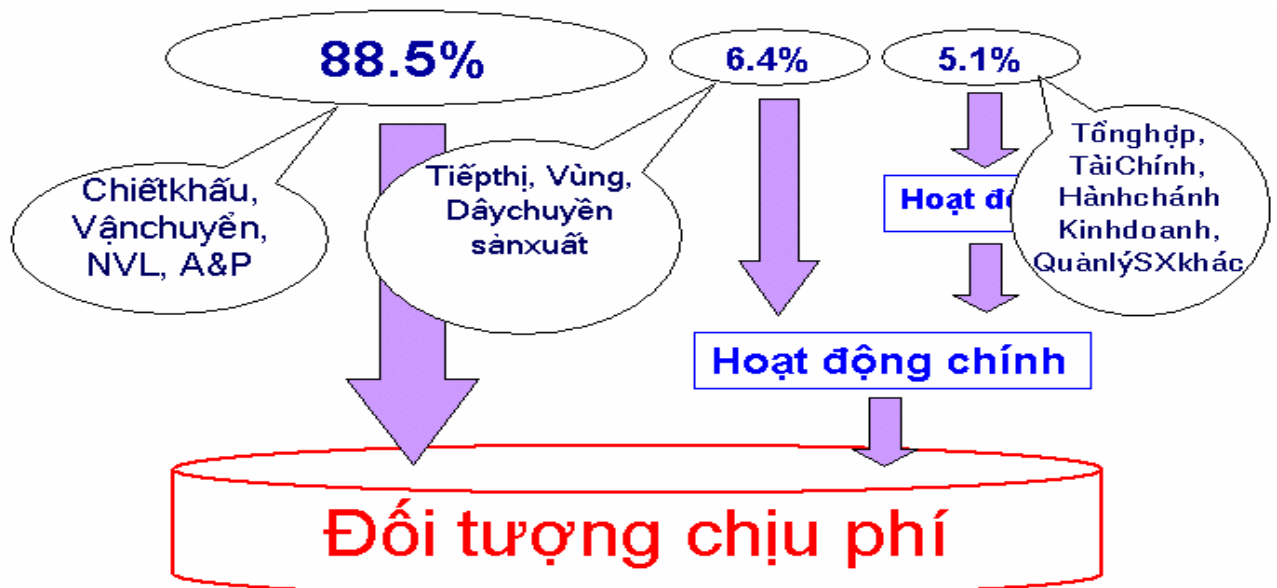 88.5%
6.4%
5.1%
Chiếtkhấu,
Vậnchuyển,
NVL, A&P
Tiếpthị, Vùng,
Dâychuyền
sảnxuất
Tổnghợp,
TàiChính,
Hànhchánh
Kinhdoanh,
QuảnlýSXkhác
Hoạt
Hoạt động chính
Đối tượng chịu phí